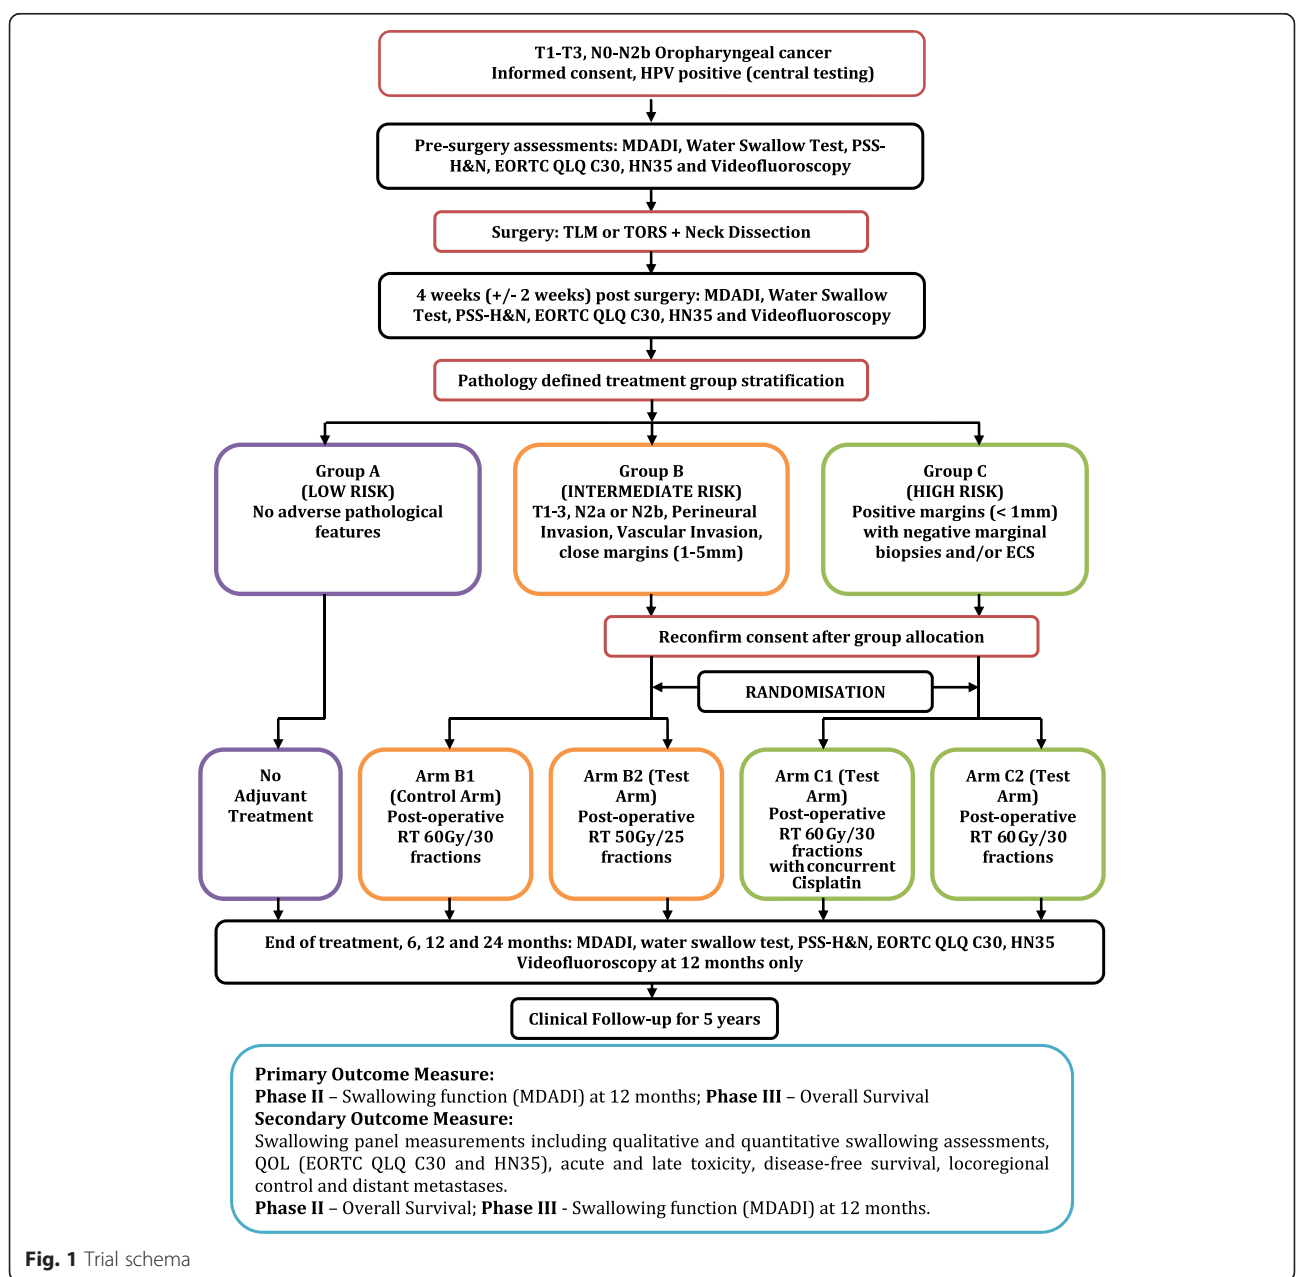 T1-T3, N0-N2b Oropharyngeal cancer
Informed consent, HPV positive (central testing)
Pre-surgery assessments: MDADI, Water Swallow Test, PSS-
H&N, EORTC QLQ C30, HN35 and Videofluoroscopy
Surgery: TLM or TORS + Neck Dissection
4 weeks (+/- 2 weeks) post surgery: MDADI, Water Swallow
Test, PSS-H&N, EORTC QLQ C30, HN35 and Videofluoroscopy
Pathology defined treatment group stratification
Group A
(LOW RISK)
No adverse pathological
features
Group B
(INTERMEDIATE RISK)
T1-3, N2a or N2b, Perineural
Invasion, Vascular Invasion,
close margins (1-5mm)
Group C
(HIGH RISK)
Positive margins (< 1mm)
with negative marginal
biopsies and/or ECS
Reconfirm consent after group allocation
RANDOMISATION
No
Adjuvant
Treatment
Arm B1
(Control Arm)
Post-operative
RT 60Gy/30
fractions
Arm B2 (Test
Arm)
Post-operative
RT 50Gy/25
fractions
Arm C1 (Test
Arm)
Post-operative
RT 60Gy/30
fractions
with concurrent
Cisplatin
Arm C2 (Test
Arm)
Post-operative
RT 60Gy/30
fractions
End of treatment, 6, 12 and 24 months: MDADI, water swallow test, PSS-H&N, EORTC QLQ C30, HN35
Videofluoroscopy at 12 months only
Clinical Follow-up for 5 years
Primary Outcome Measure:
Phase II – Swallowing function (MDADI) at 12 months; Phase III – Overall Survival
Secondary Outcome Measure:
Swallowing panel measurements including qualitative and quantitative swallowing assessments,
QOL (EORTC QLQ C30 and HN35), acute and late toxicity, disease-free survival, locoregional
control and distant metastases.
Phase II – Overall Survival; Phase III - Swallowing function (MDADI) at 12 months.
Fig. 1 Trial schema